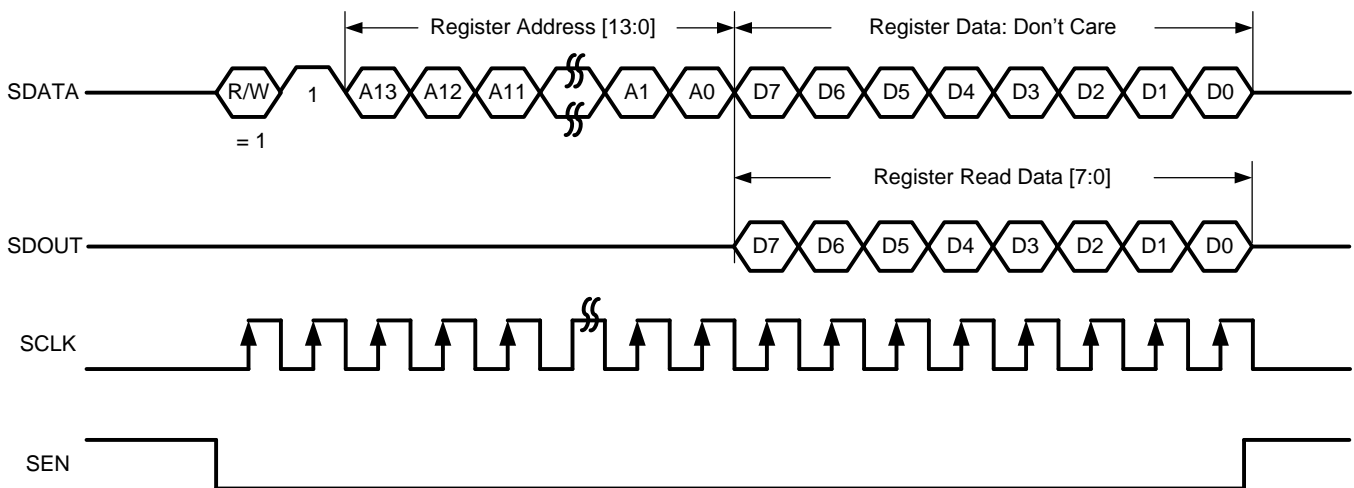 Register Address [13:0] Register Data: Don't Care
SDATA R/W 1 A13 A12 A11 A1 A0 D7 D6 D5 D4 D3 D2 D1 D0
= 1
Register Read Data [7:0]
SDOUT D7 D6 D5 D4 D3 D2 D1 D0
SCLK
SEN